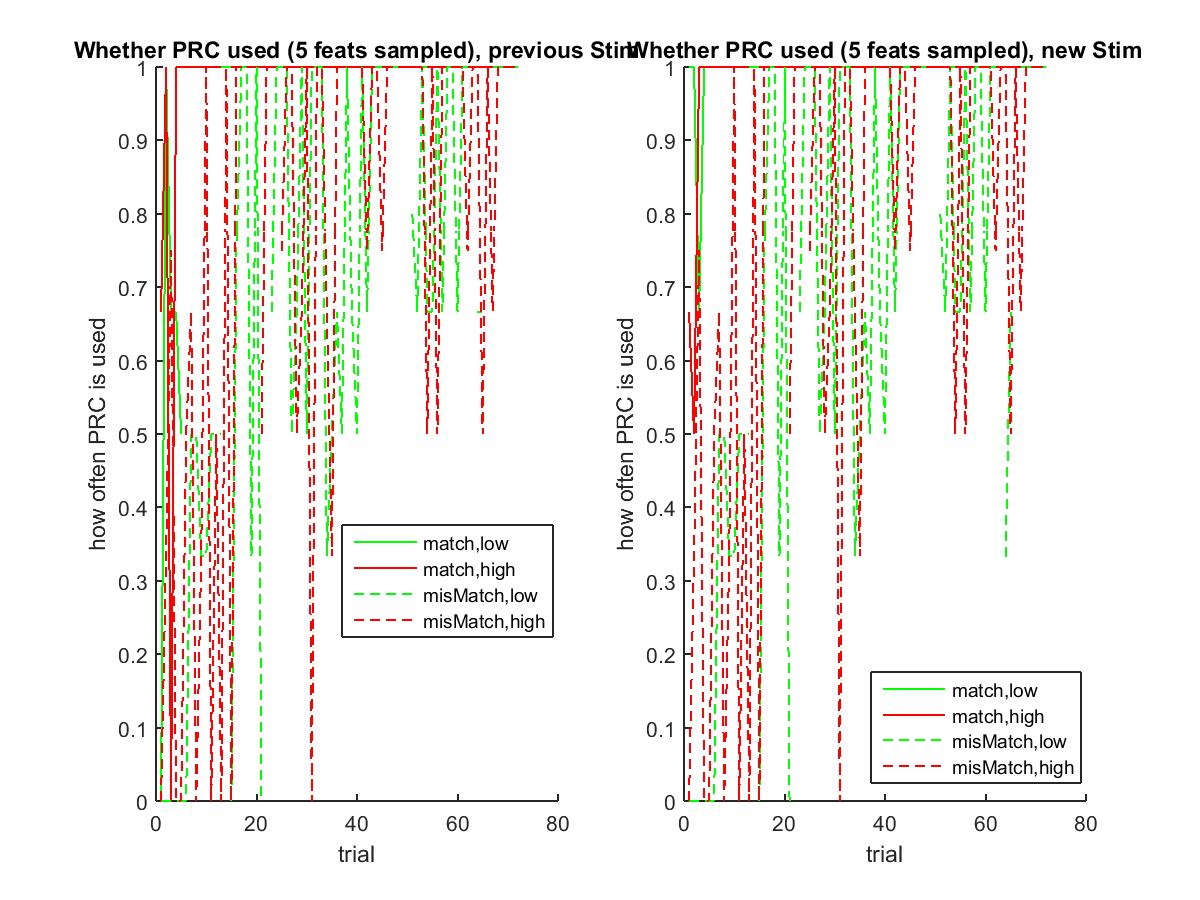 Whether PRC used (5 feats sampled), previous Stim
1
0.9
0.8
0.7
0.6
0.5
0.4
0.3
0.2
0.1
0
how often PRC is used
match,low
match,high
misMatch,low
misMatch,high
0 20 40 60 80
trial
Whether PRC used (5 feats sampled), new Stim
1
0.9
0.8
0.7
0.6
0.5
0.4
0.3
0.2
0.1
0
how often PRC is used
match,low
match,high
misMatch,low
misMatch,high
0 20 40 60 80
trial